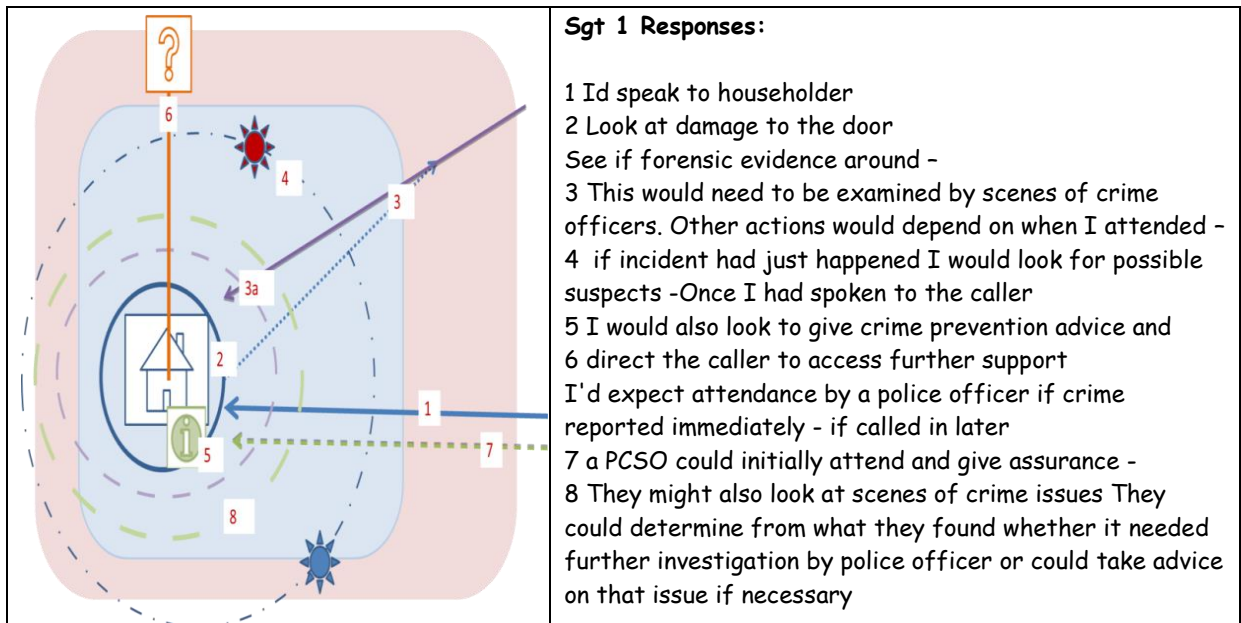 ?
6
4
3
3a
2
1
7
i
5
8
Sgt 1 Responses:
1 Id speak to householder
2 Look at damage to the door
See if forensic evidence around –
3 This would need to be examined by scenes of crime
officers. Other actions would depend on when I attended –
4  if incident had just happened I would look for possible
suspects -Once I had spoken to the caller
5 I would also look to give crime prevention advice and
6 direct the caller to access further support
I'd expect attendance by a police officer if crime
reported immediately - if called in later
7 a PCSO could initially attend and give assurance -
8 They might also look at scenes of crime issues They
could determine from what they found whether it needed
further investigation by police officer or could take advice
on that issue if necessary